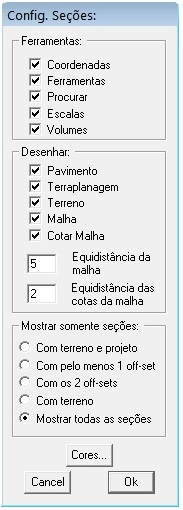 Config. Seções:
Ferramentas:
Coordenadas
Ferramentas
Procurar
Escalas
Volumes
Desenhar:
Pavimento
Terraplanagem
Terreno
Malha
Cotar Malha
5 Equidistância da
malha
2 Equidistância das
cotas da malha
Mostrar somente seções:
Com terreno e projeto
Com pelo menos 1 off-set
Com os 2 off-sets
Com terreno
Mostrar todas as seções
Cores...
Cancel Ok